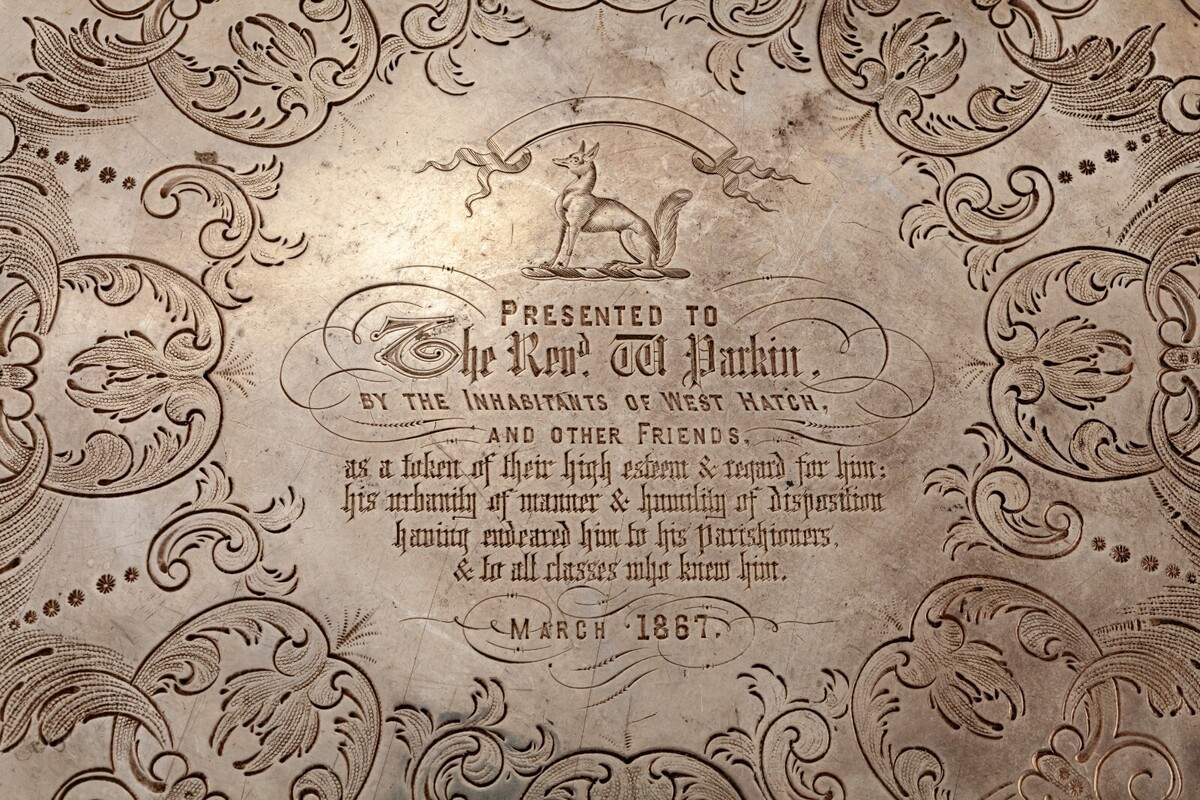 PRESENTED TO
The Revd. W Parkin,
BY THE INHABITANTS OF WEST HATCH,
AND OTHER FRIENDS,
as a token of their high esteem & regard for him;
his urbanity of manner & humility of disposition
having endeared him to his Parishioners,
& to all classes who knew him.
MARCH 1867.